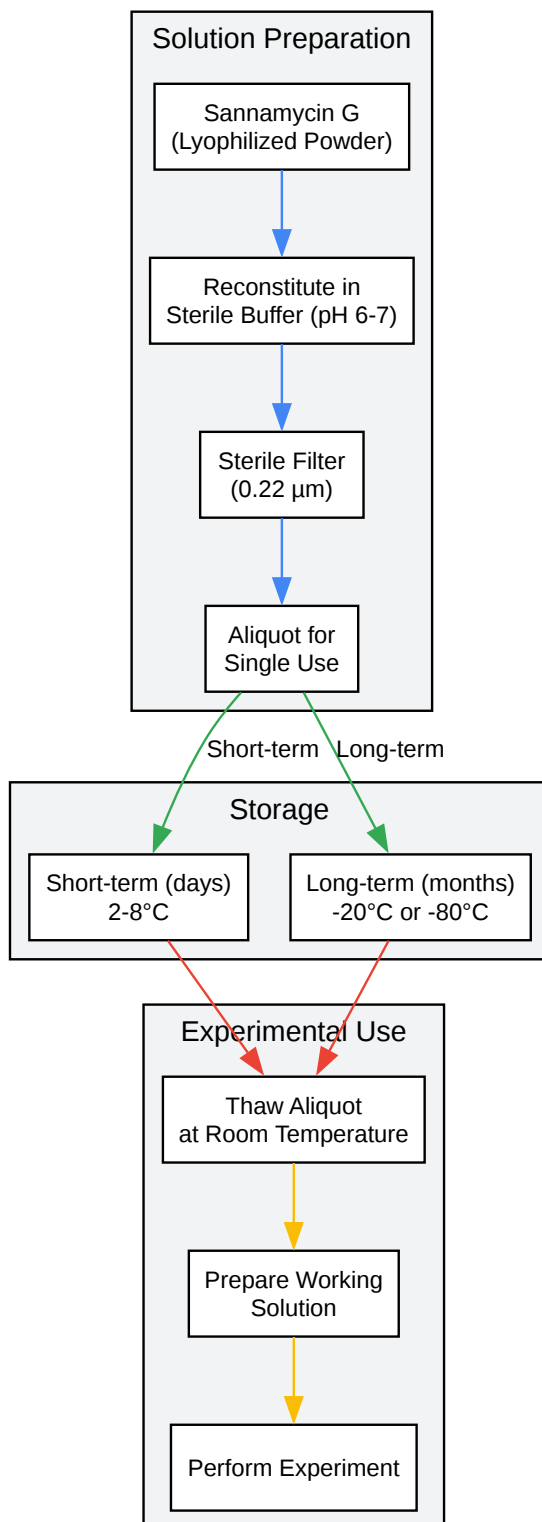 Solution Preparation
Sannamycin G
(Lyophilized Powder)
Reconstitute in
Sterile Buffer (pH 6-7)
Sterile Filter
(0.22 µm)
Aliquot for
Single Use
Short-term
Long-term
Storage
Short-term (days)
2-8°C
Long-term (months)
-20°C or -80°C
Experimental Use
Thaw Aliquot
at Room Temperature
Prepare Working
Solution
Perform Experiment